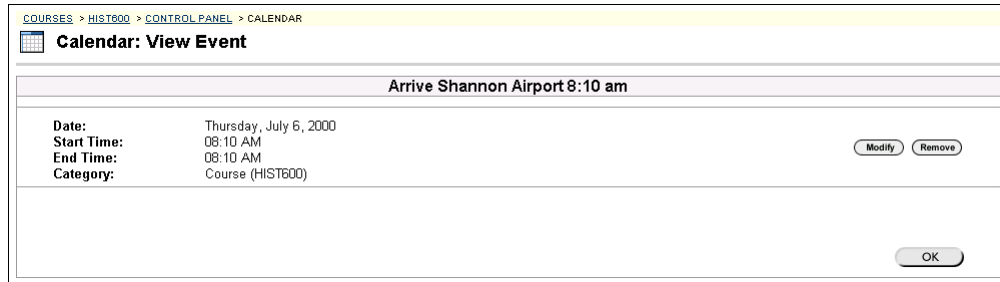 COURSES > HIST600 > CONTROL PANEL > CALENDAR
Calendar: View Event
Arrive Shannon Airport 8:10 am
Date: Thursday, July 6, 2000
Start Time: 08:10 AM
End Time: 08:10 AM
Category: Course (HIST600)
Modify Remove
OK